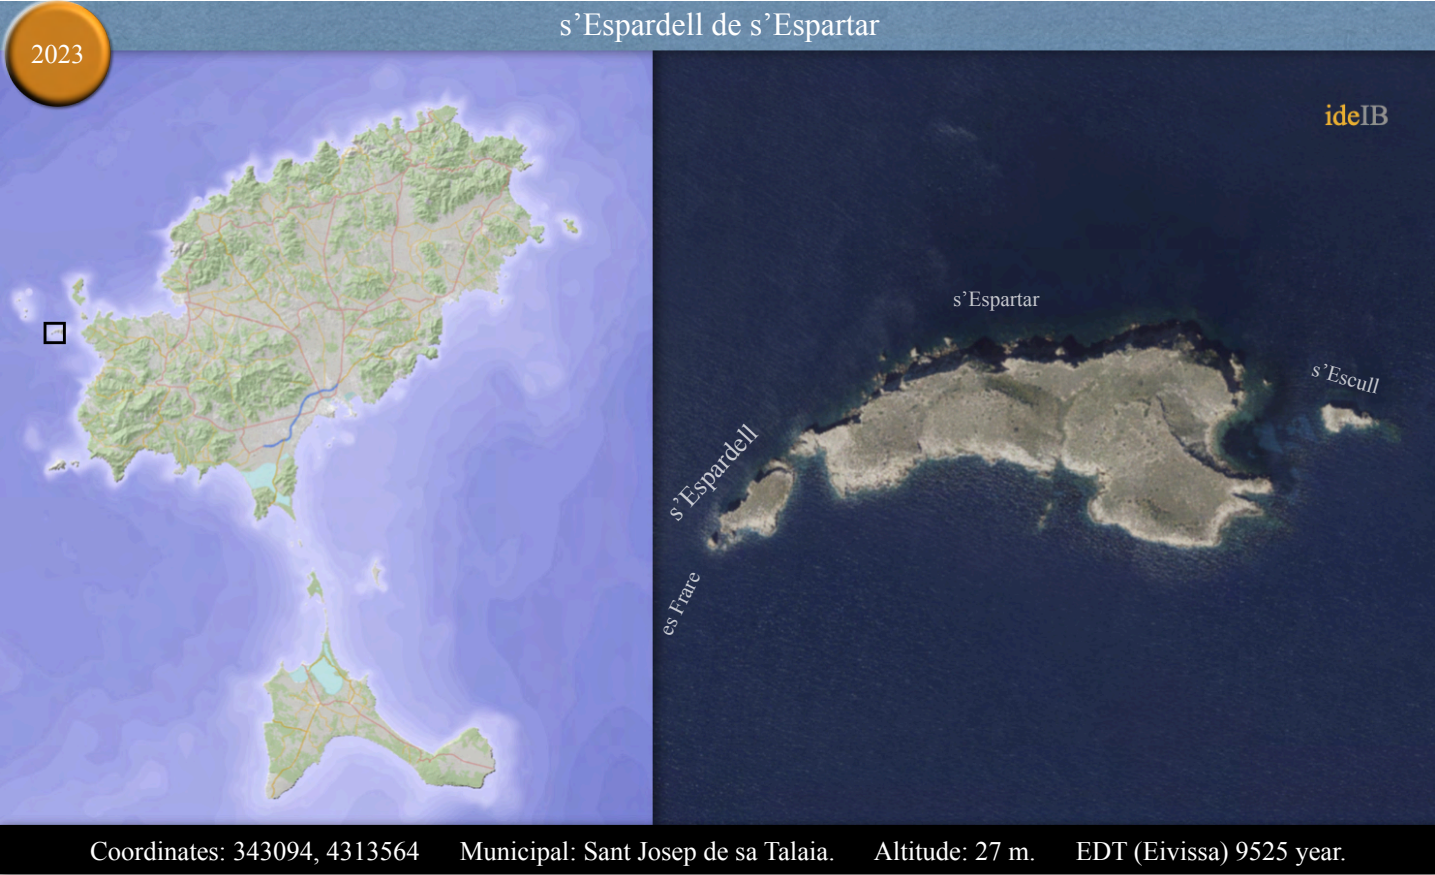 s’Espardell de s’Espartar
2023
ideIB
s’Espartar
s’Escull
s’Espardell
es Frare
Coordinates: 343094, 4313564 Municipal: Sant Josep de sa Talaia. Altitude: 27 m. EDT (Eivissa) 9525 year.